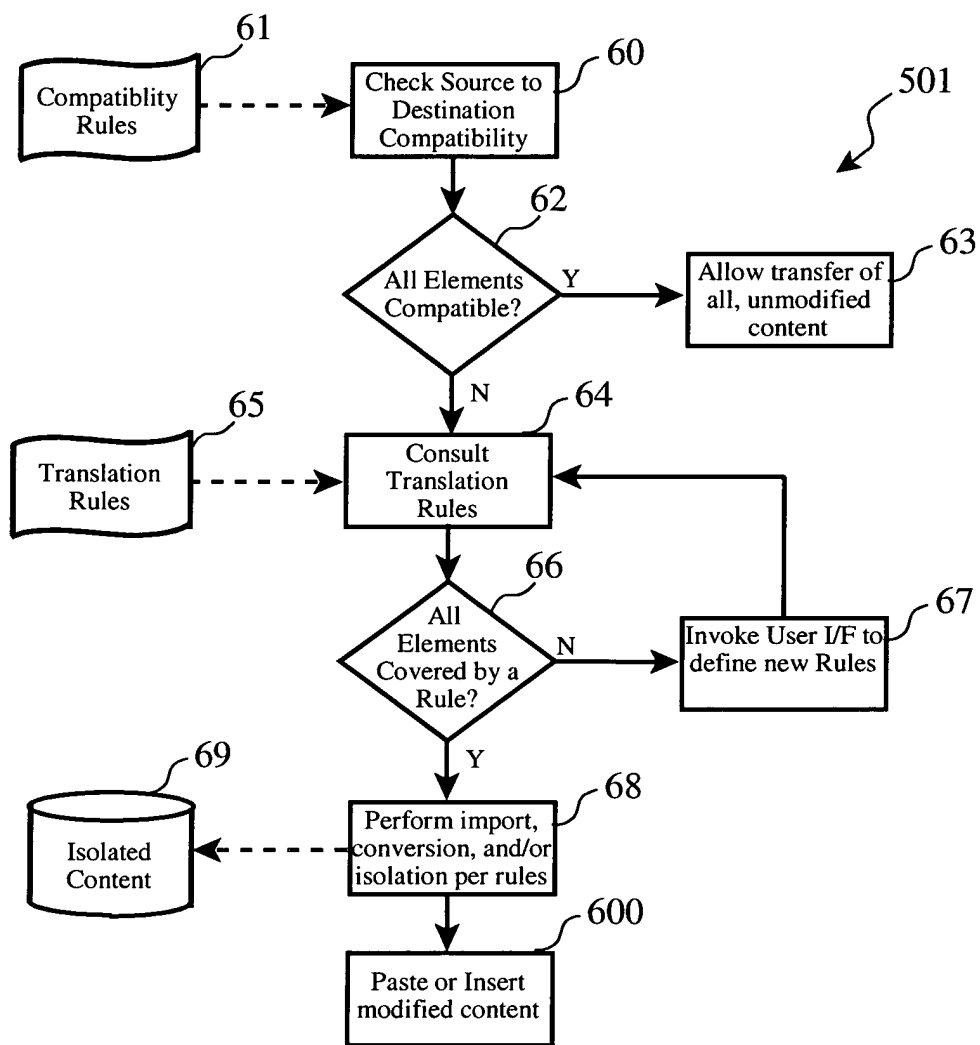 61
Compatiblity
Rules
60
Check Source to
Destination
Compatibility
501
62
All Elements
Compatible?
Y
63
Allow transfer of
all, unmodified
content
N
64
65
Translation
Rules
Consult
Translation
Rules
66
All
Elements
Covered by a
Rule?
N
67
Invoke User I/F to
define new Rules
Y
69
Isolated
Content
68
Perform import,
conversion, and/or
isolation per rules
600
Paste or Insert
modified content